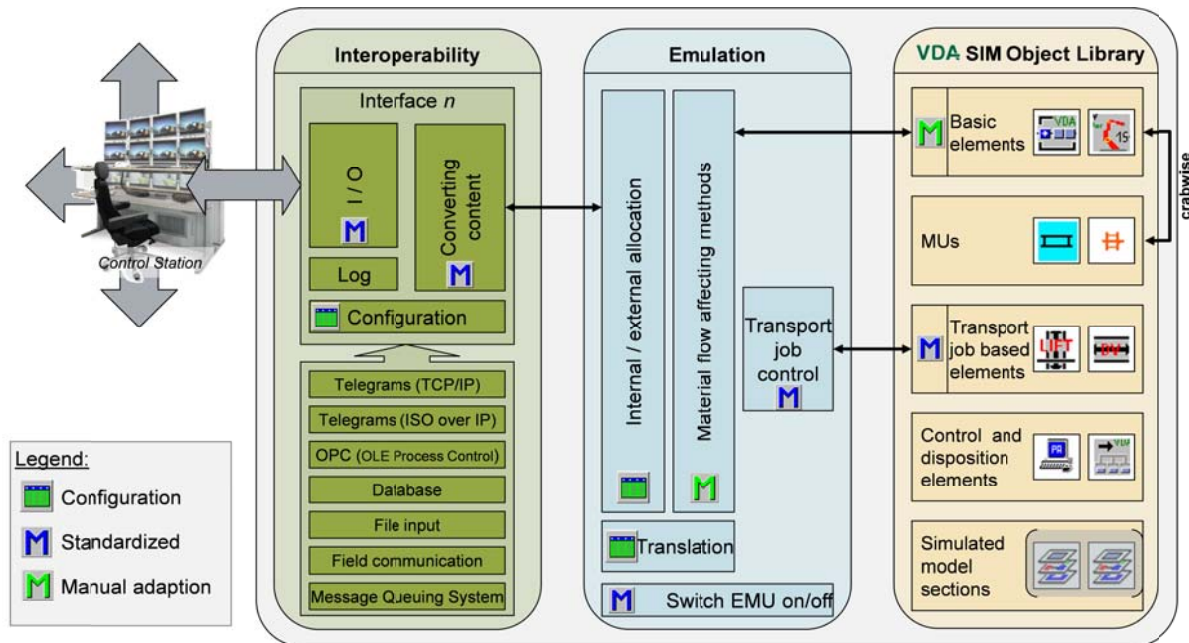 Interoperability
Interface n
I / O
Converting
content
Log
Configuration
Telegrams (TCP/IP)
Telegrams (ISO over IP)
OPC (OLE Process Control)
Database
File input
Field communication
Message Queuing System
Control Station
Legend:
Configuration
M Standardized
M Manual adaption
Emulation
Internal / external allocation
Material flow affecting methods
Transport
job
control
Translation
Switch EMU on/off
VDA SIM Object Library
Basic
elements
VDA
15
crabwise
MUs
Transport
job based
elements
LIFT
DV
Control and
disposition
elements
PA
Simulated
model
sections